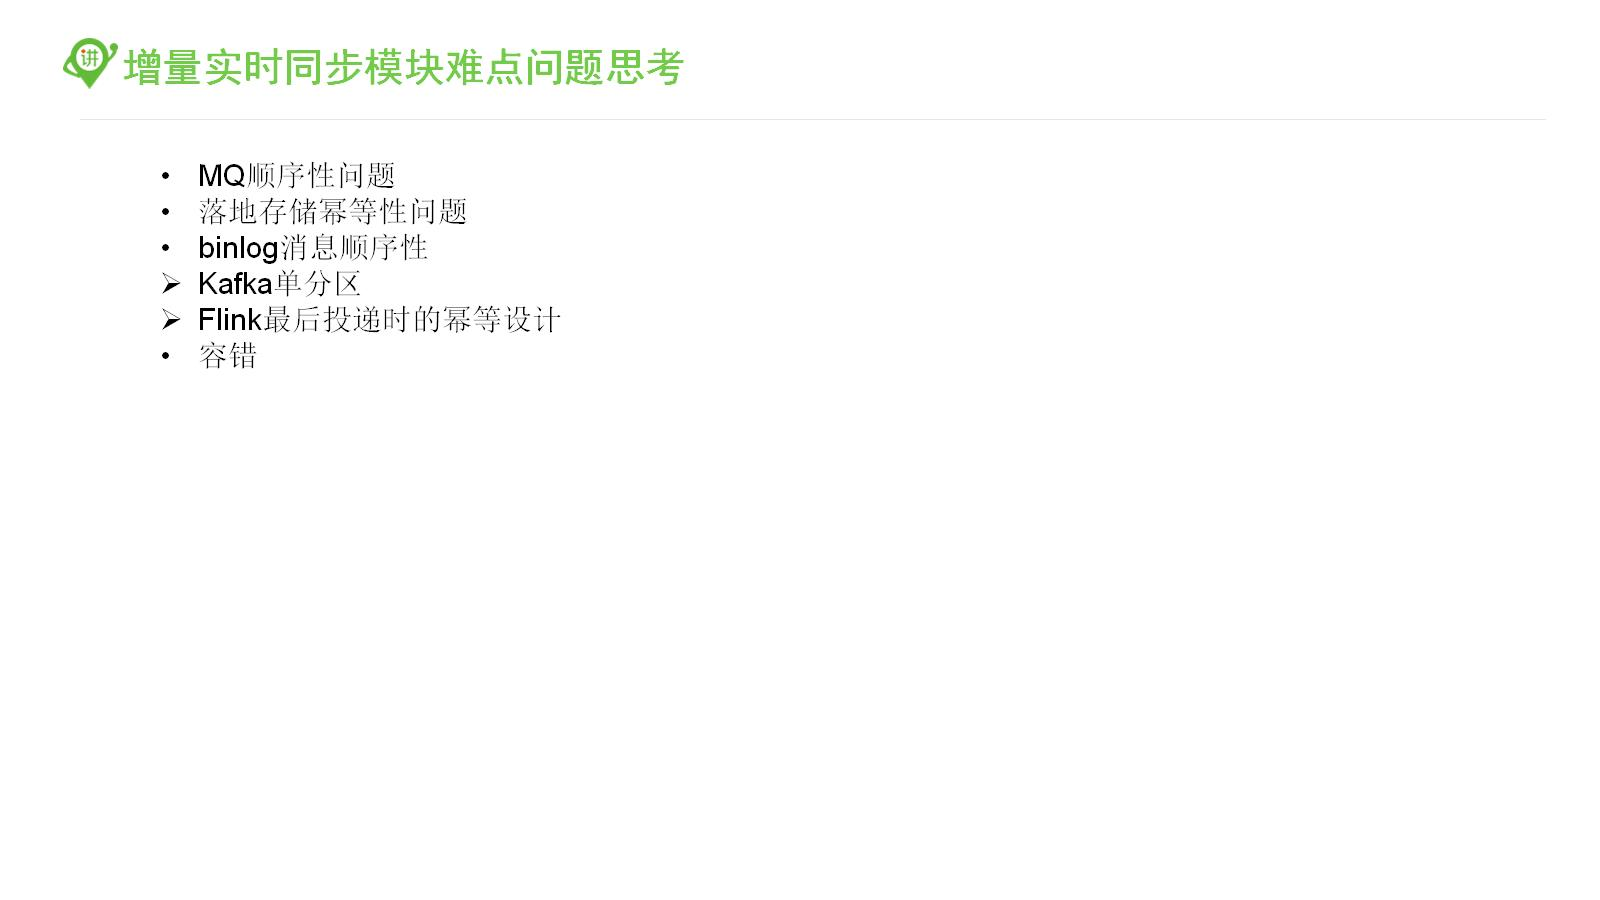 讲
增量实时同步模块难点问题思考
• MQ顺序性问题
• 落地存储幂等性问题
• binlog消息顺序性
➢ Kafka单分区
➢ Flink最后投递时的幂等设计
• 容错